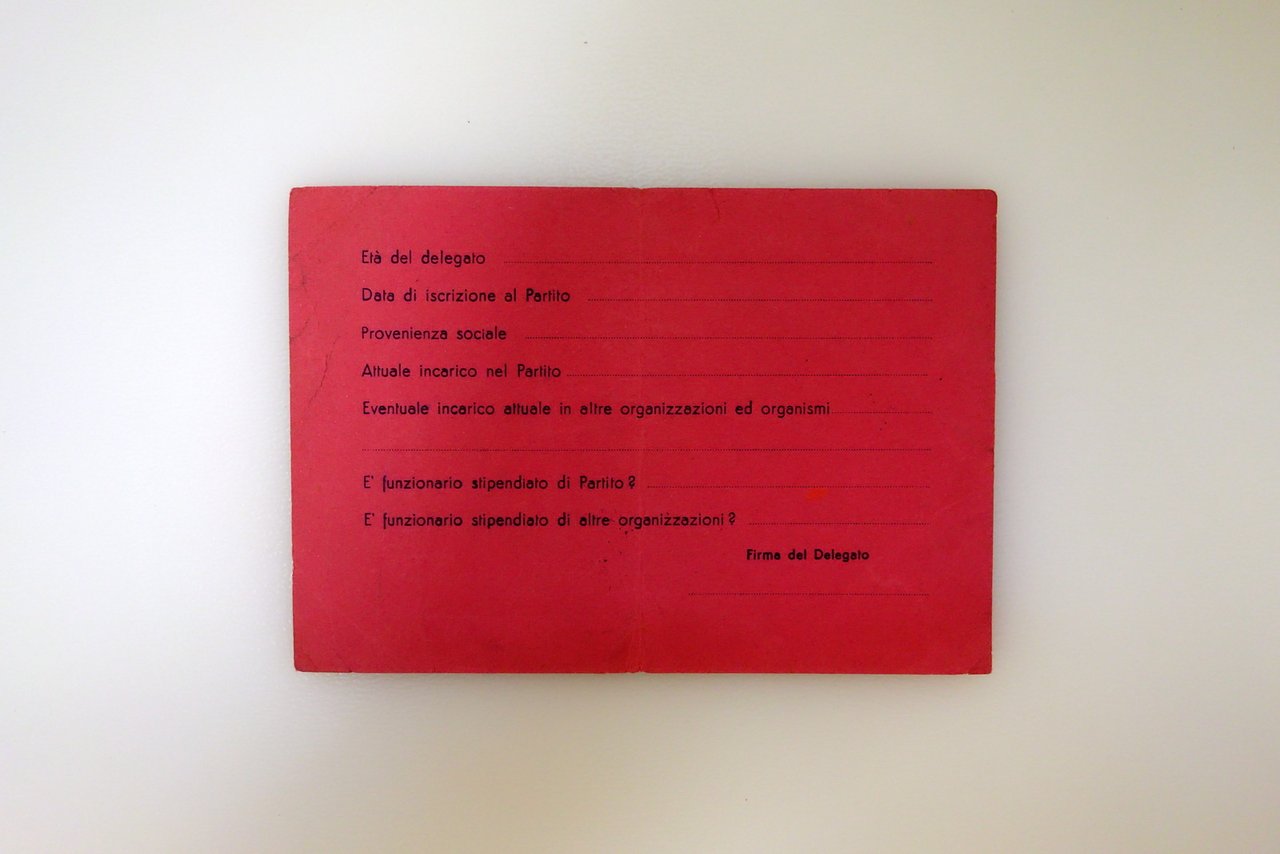 Età del delegato
Data di iscrizione al Partito
Provenienza sociale
Attuale incarico nel Partito
Eventuale incarico attuale in altre organizzazioni ed organismi
E' funzionario stipendiato di Partito?
E' funzionario stipendiato di altre organizzazioni?
Firma del Delegato